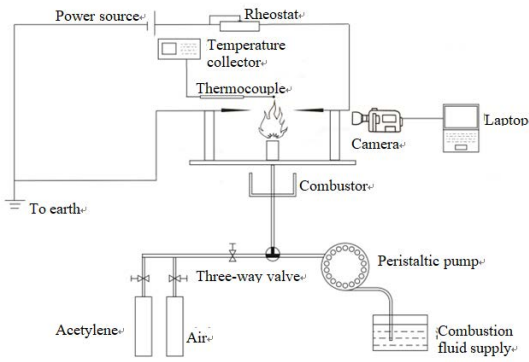 Power source
Rheostat
Temperature
collector
Thermocouple
Laptop
Camera
Combustor
To earth
Peristaltic pump
Three-way valve
Acetylene
Air
Combustion
fluid supply